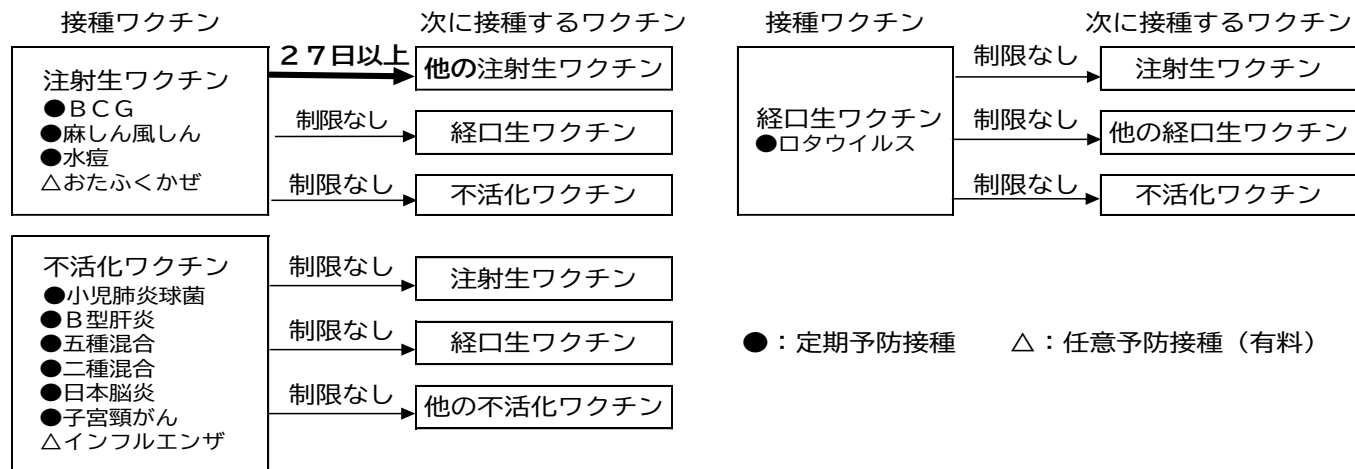 接種ワクチン
次に接種するワクチン
注射生ワクチン
●ＢＣＧ
●麻しん風しん
●水痘
△おたふくかぜ
２７日以上
他の注射生ワクチン
制限なし
経口生ワクチン
制限なし
不活化ワクチン
接種ワクチン
次に接種するワクチン
経口生ワクチン
●ロタウイルス
制限なし
注射生ワクチン
制限なし
他の経口生ワクチン
制限なし
不活化ワクチン
不活化ワクチン
●小児肺炎球菌
●Ｂ型肝炎
●五種混合
●二種混合
●日本脳炎
●子宮頸がん
△インフルエンザ
制限なし
注射生ワクチン
制限なし
経口生ワクチン
制限なし
他の不活化ワクチン
●：定期予防接種　　△：任意予防接種（有料）